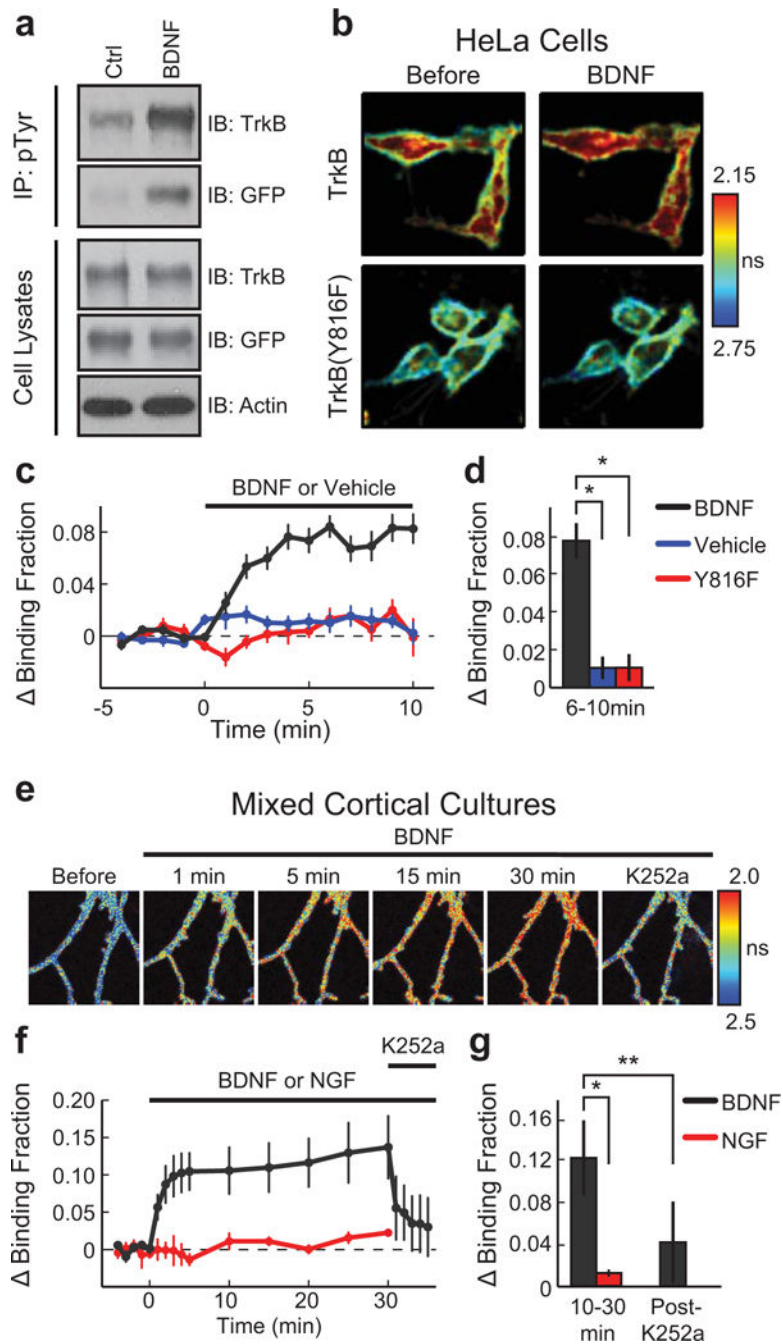 a
Ctrl
BDNF
IP: pTyr
IB: TrkB
IB: GFP
Cell Lysates
IB: TrkB
IB: GFP
IB: Actin
b
HeLa Cells
Before
BDNF
TrkB
TrkB(Y816F)
2.15
ns
2.75
c
BDNF or Vehicle
Δ Binding Fraction
0.08
0.04
0
-5
0
5
10
Time (min)
d
*
*
BDNF
Vehicle
Y816F
Δ Binding Fraction
0.08
0.06
0.04
0.02
0
6-10min
e
Mixed Cortical Cultures
BDNF
Before
1 min
5 min
15 min
30 min
K252a
2.0
ns
2.5
f
K252a
BDNF or NGF
Δ Binding Fraction
0.20
0.15
0.10
0.05
0
0
10
20
30
Time (min)
g
**
*
BDNF
NGF
Δ Binding Fraction
0.16
0.12
0.08
0.04
0
10-30
min
Post-
K252a